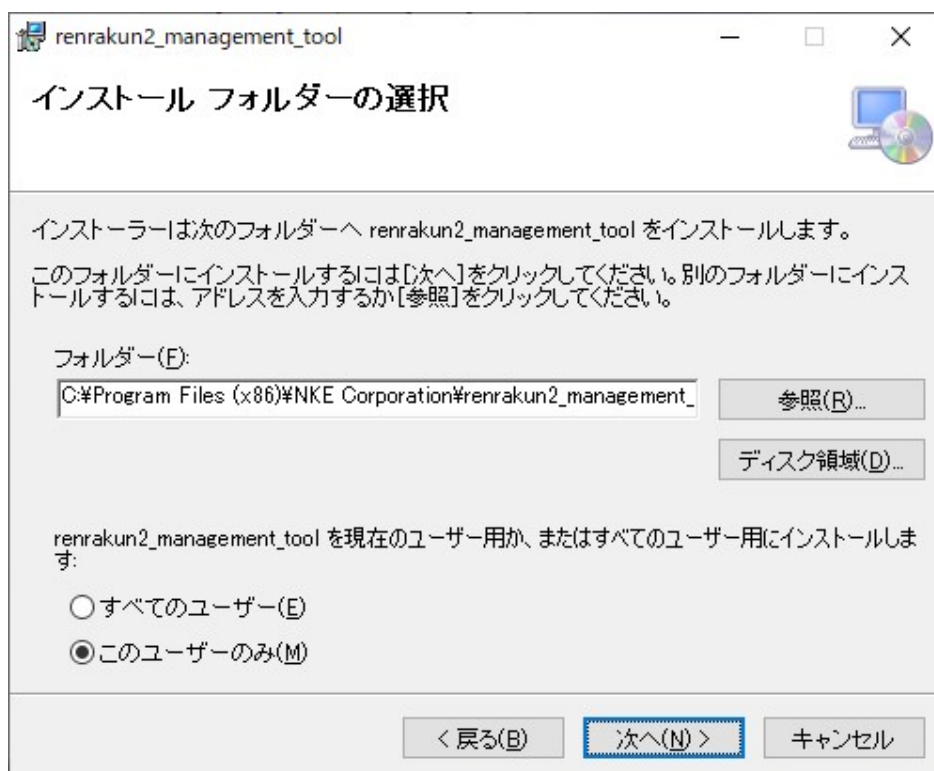 renrakun2_management_tool
インストール フォルダーの選択
インストーラーは次のフォルダーへ renrakun2_management_tool をインストールします。
このフォルダーにインストールするには[次へ]をクリックしてください。別のフォルダーにインス
トールするには、アドレスを入力するか[参照]をクリックしてください。
フォルダー(F):
C:¥Program Files (x86)¥NKE Corporation¥renrakun2_management_
参照(R)...
ディスク領域(D)...
renrakun2_management_tool を現在のユーザー用か、またはすべてのユーザー用にインストールしま
す:
すべてのユーザー(E)
このユーザーのみ(M)
< 戻る(B)
次へ(N) >
キャンセル